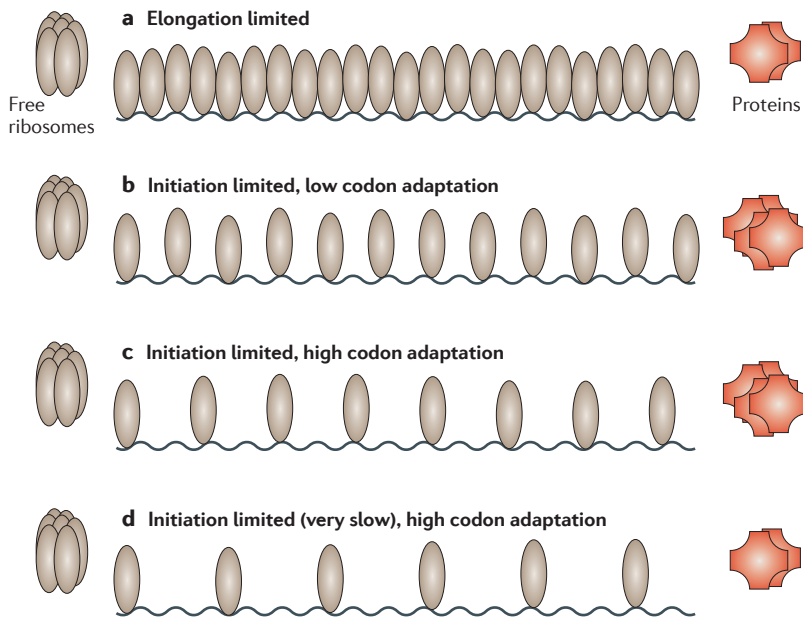 a Elongation limited
Free
ribosomes
Proteins
b Initiation limited, low codon adaptation
c Initiation limited, high codon adaptation
d Initiation limited (very slow), high codon adaptation